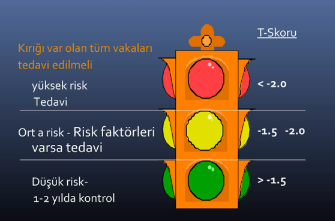 T-Skoru
Kırığı var olan tüm vakaları
tedavi edilmeli
yüksek risk
Tedavi
< -2.0
Ort a risk - Risk faktörleri
varsa tedavi
-1.5 -2.0
Düşük risk-
1-2 yılda kontrol
> -1.5